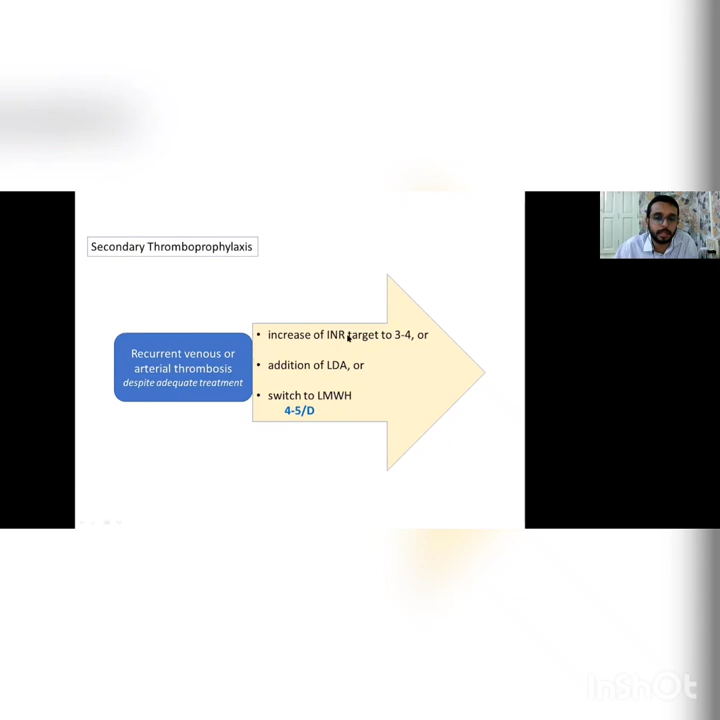 Secondary Thromboprophylaxis
Recurrent venous or
arterial thrombosis
despite adequate treatment
• increase of INR target to 3-4, or
• addition of LDA, or
• switch to LMWH
4-5/D
InShOt